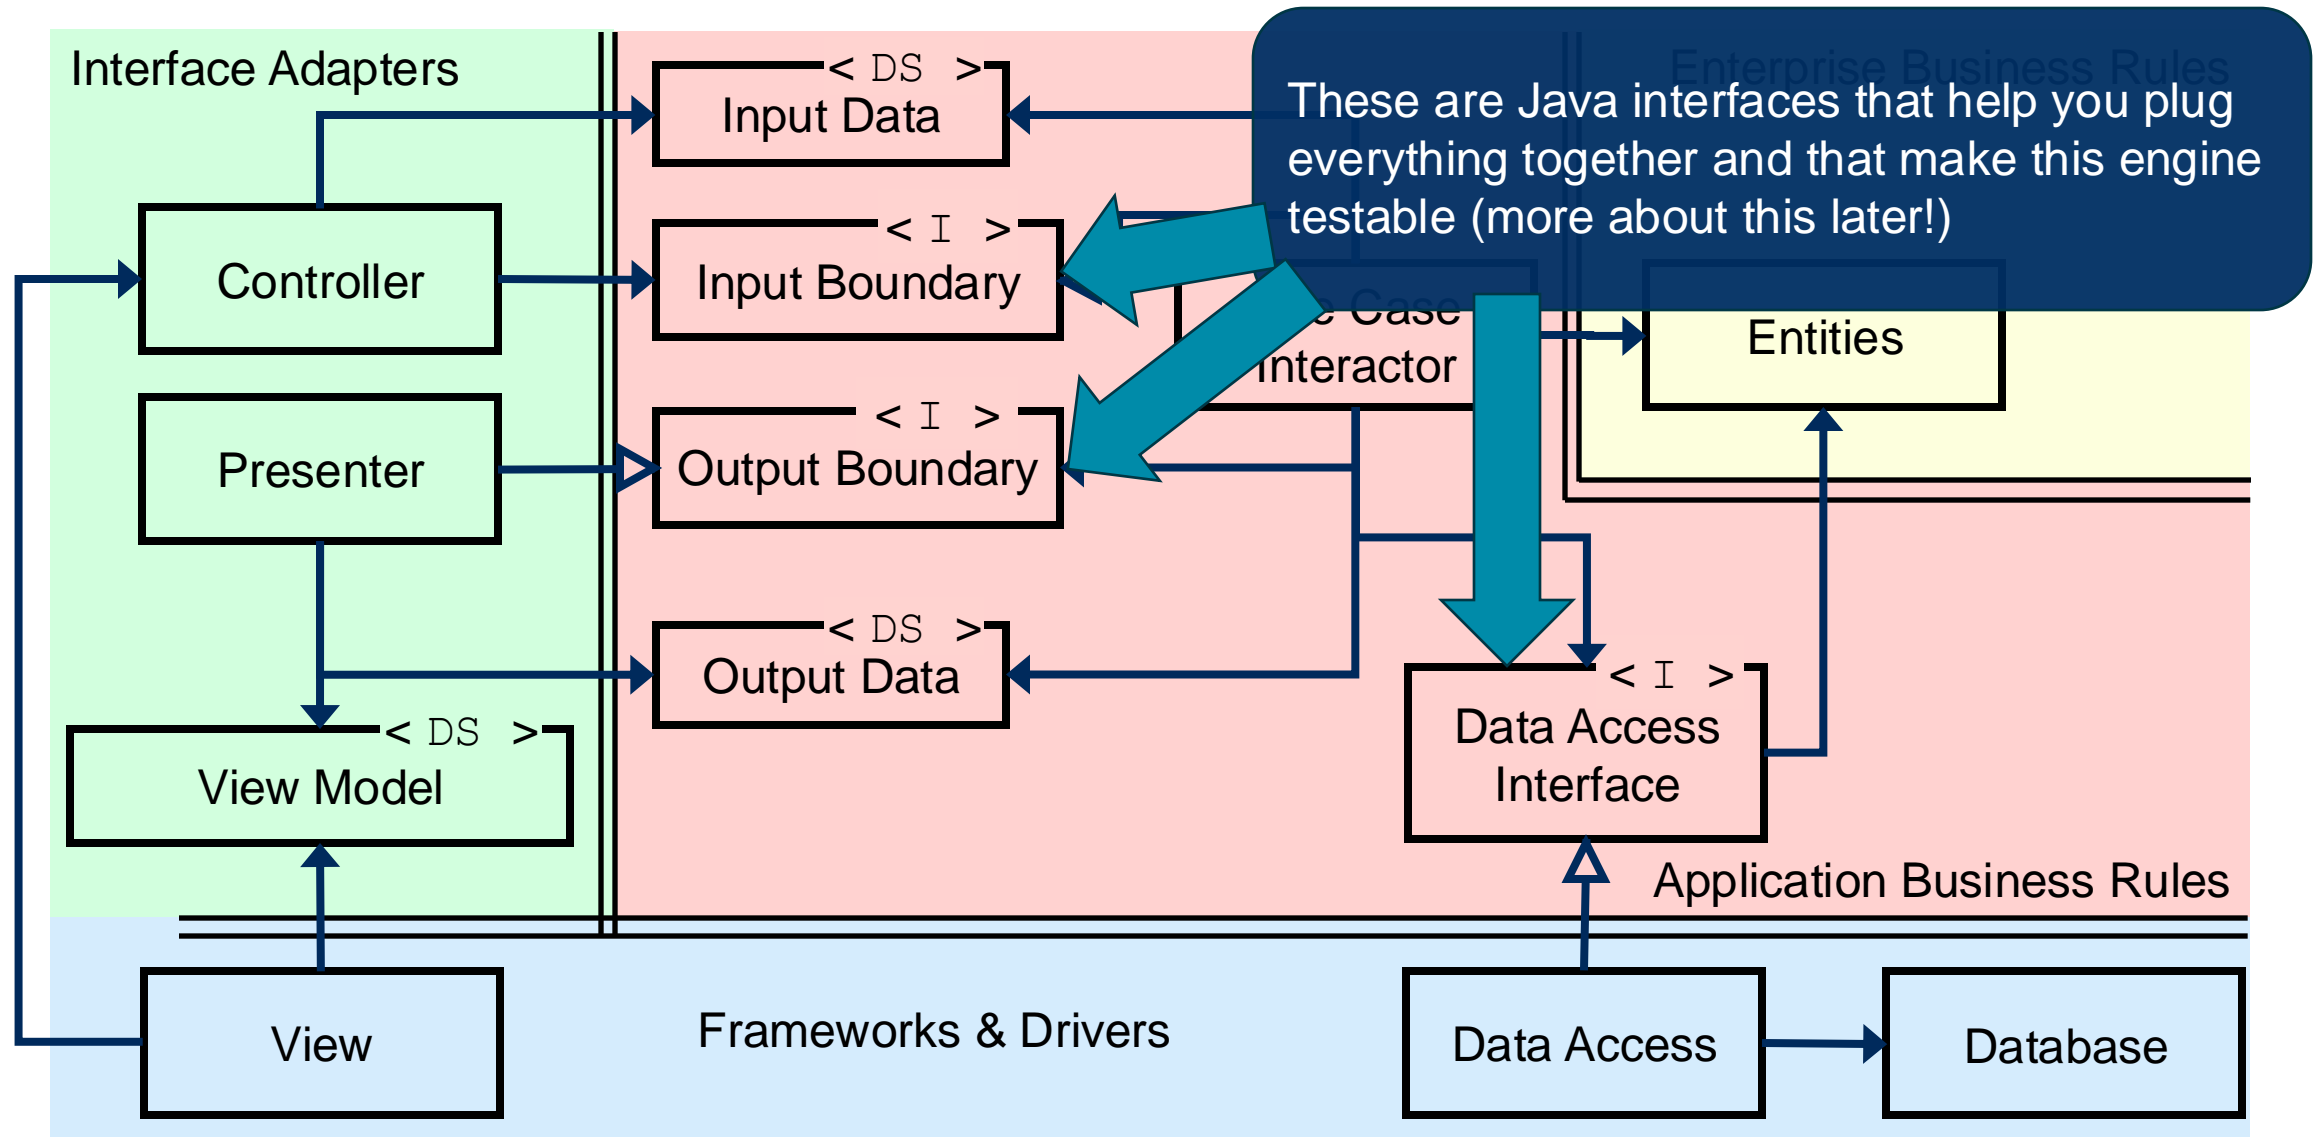 Interface Adapters
< DS >
Input Data
Enterprise Business Rules
These are Java interfaces that help you plug
everything together and that make this engine
testable (more about this later!)
Controller
< I >
Input Boundary
Case
Interactor
Entities
Presenter
< I >
Output Boundary
< DS >
Output Data
< I >
Data Access
Interface
< DS >
View Model
Application Business Rules
View
Frameworks & Drivers
Data Access
Database